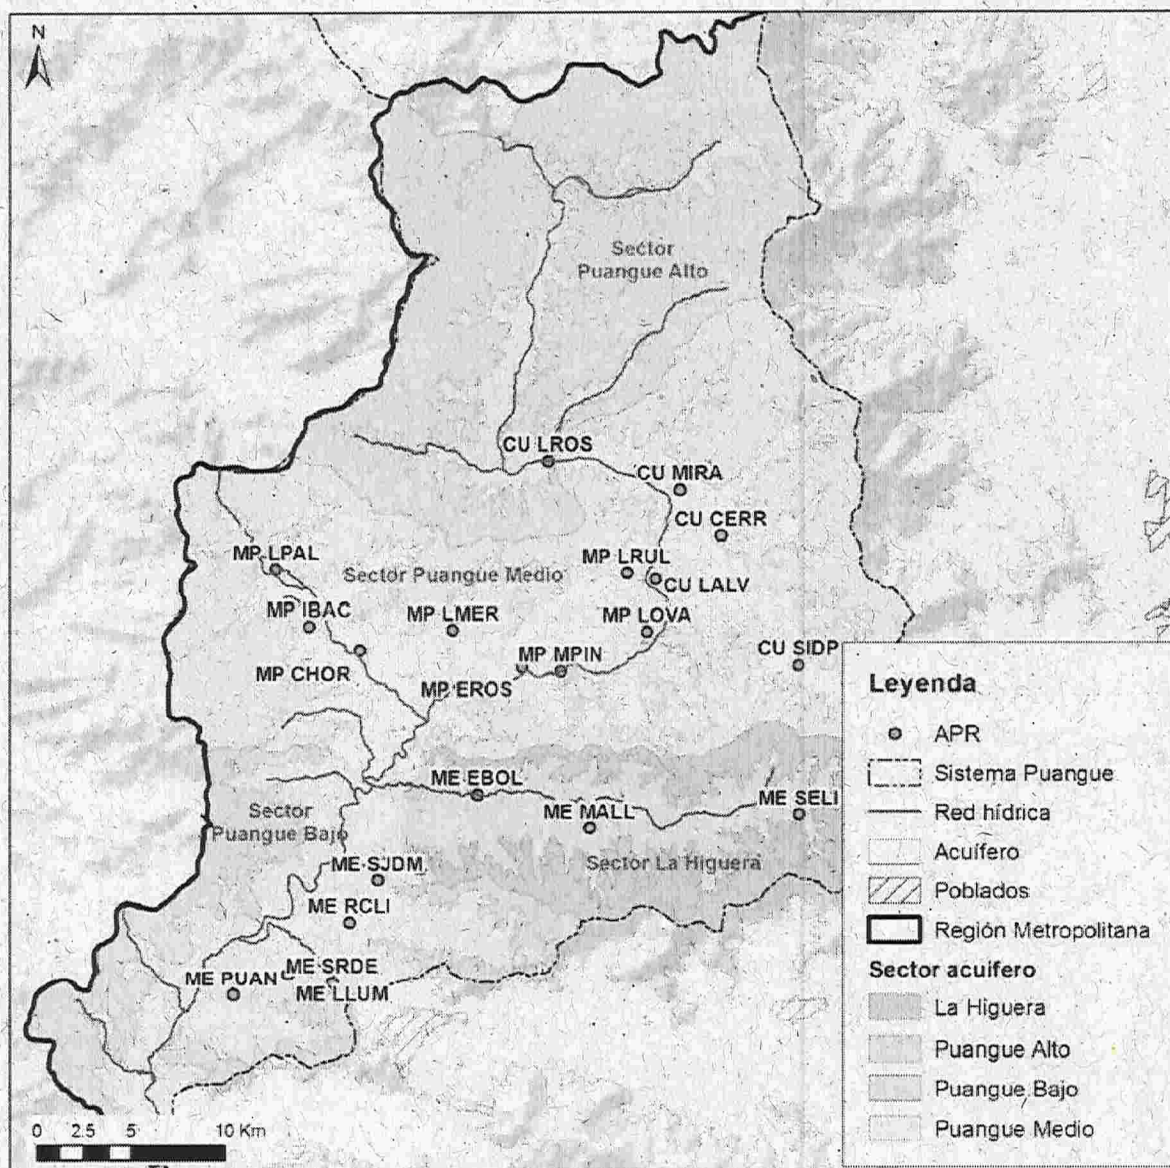 N
Sector
Puangue Alto
CU LROS
CU MIRA
CU CERR
MP LPAL
Sector Puangue Medio
MP LRUL
CU LALV
MP IBAC
MP LMER
MP LOVA
MP CHOR
MP EROS
MP MPIN
CU SIDP
ME EBOL
ME MALL
ME SELI
Sector
Puangue Bajo
Sector La Higuera
ME SJDM
ME RCLI
ME PUAN
ME SRDE
ME LLUM
Leyenda
APR
Sistema Puangue
Red hídrica
Acuífero
Poblados
Región Metropolitana
Sector acuífero
La Higuera
Puangue Alto
Puangue Bajo
Puangue Medio
0 2.5 5 10 Km